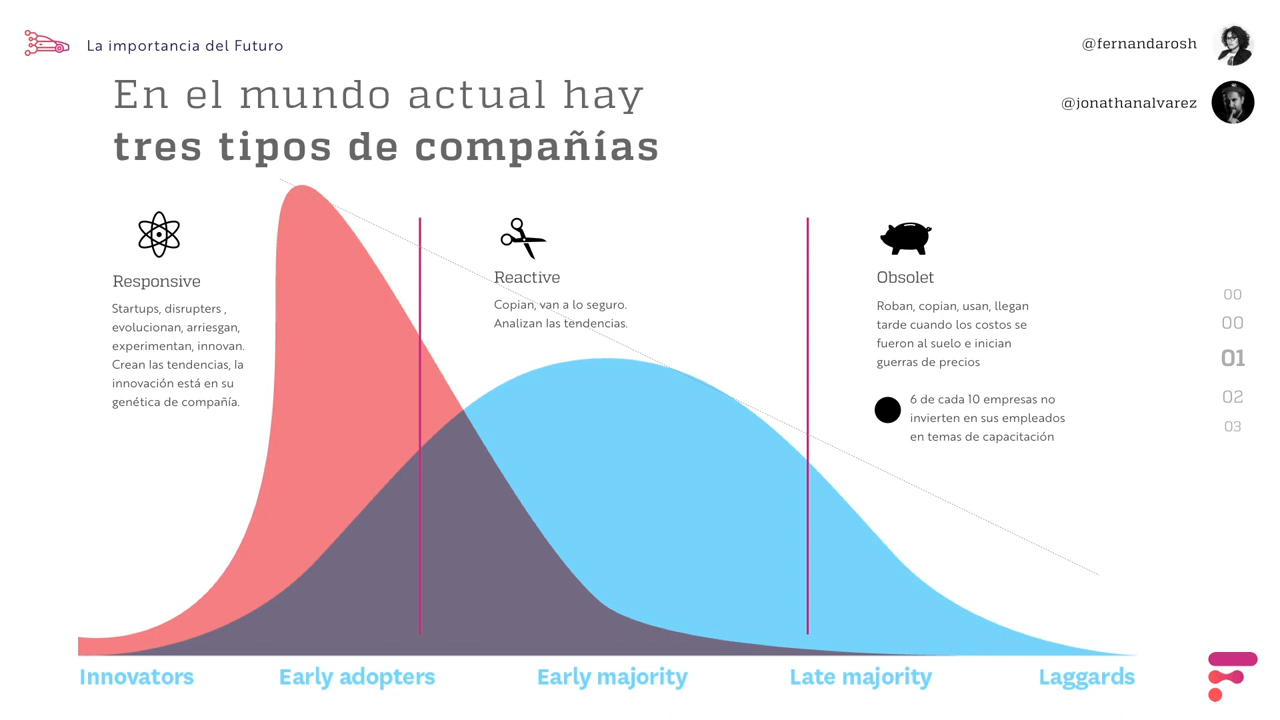 La importancia del Futuro
@fernandarosh
En el mundo actual hay
tres tipos de compañías
@jonathanalvarez
Responsive
Startups, disrupters ,
evolucionan, arriesgan,
experimentan, innovan.
Crean las tendencias, la
innovación está en su
genética de compañía.
Reactive
Copian, van a lo seguro.
Analizan las tendencias.
Obsolet
Roban, copian, usan, llegan
tarde cuando los costos se
fueron al suelo e inician
guerras de precios
6 de cada 10 empresas no
invierten en sus empleados
en temas de capacitación
00
00
01
02
03
Innovators
Early adopters
Early majority
Late majority
Laggards